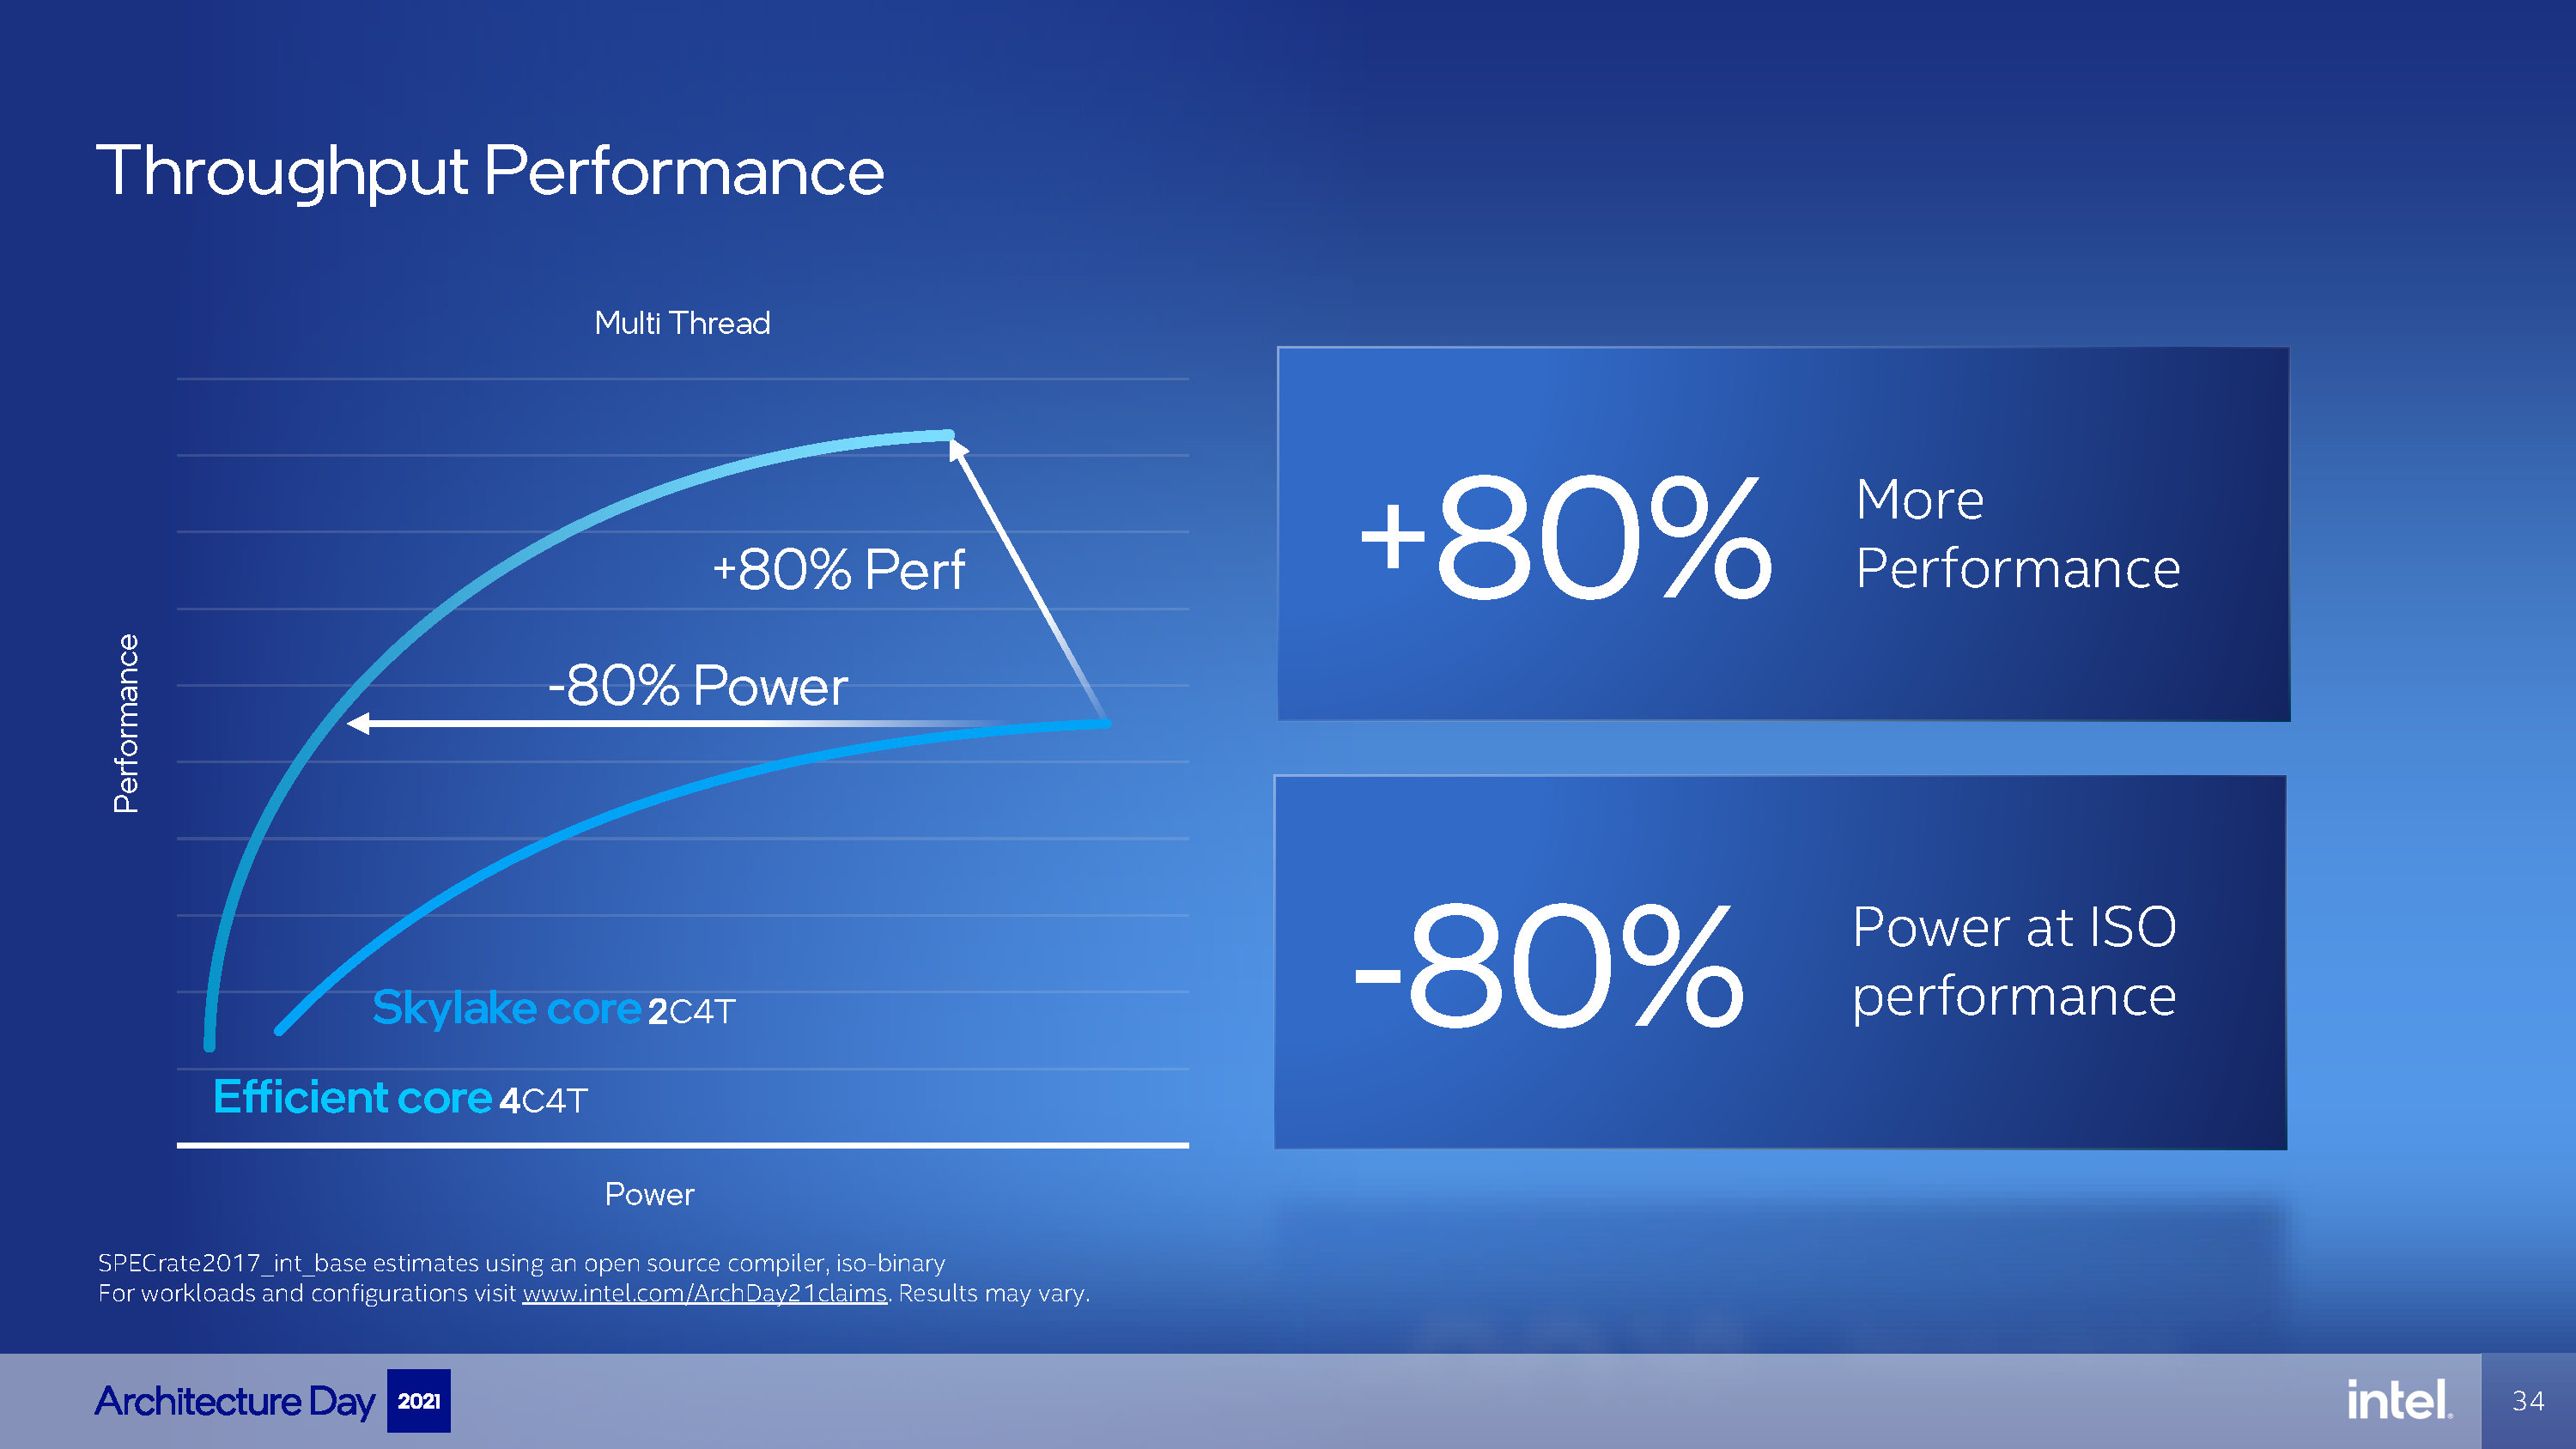 Throughput Performance
Multi Thread
+80% Perf
-80% Power
Performance
Skylake core 2C4T
Efficient core 4C4T
Power
+80%
More
Performance
-80%
Power at ISO
performance
SPECrate2017_int_base estimates using an open source compiler, iso-binary
For workloads and configurations visit www.intel.com/ArchDay21claims. Results may vary.
Architecture Day 2021
intel.
34